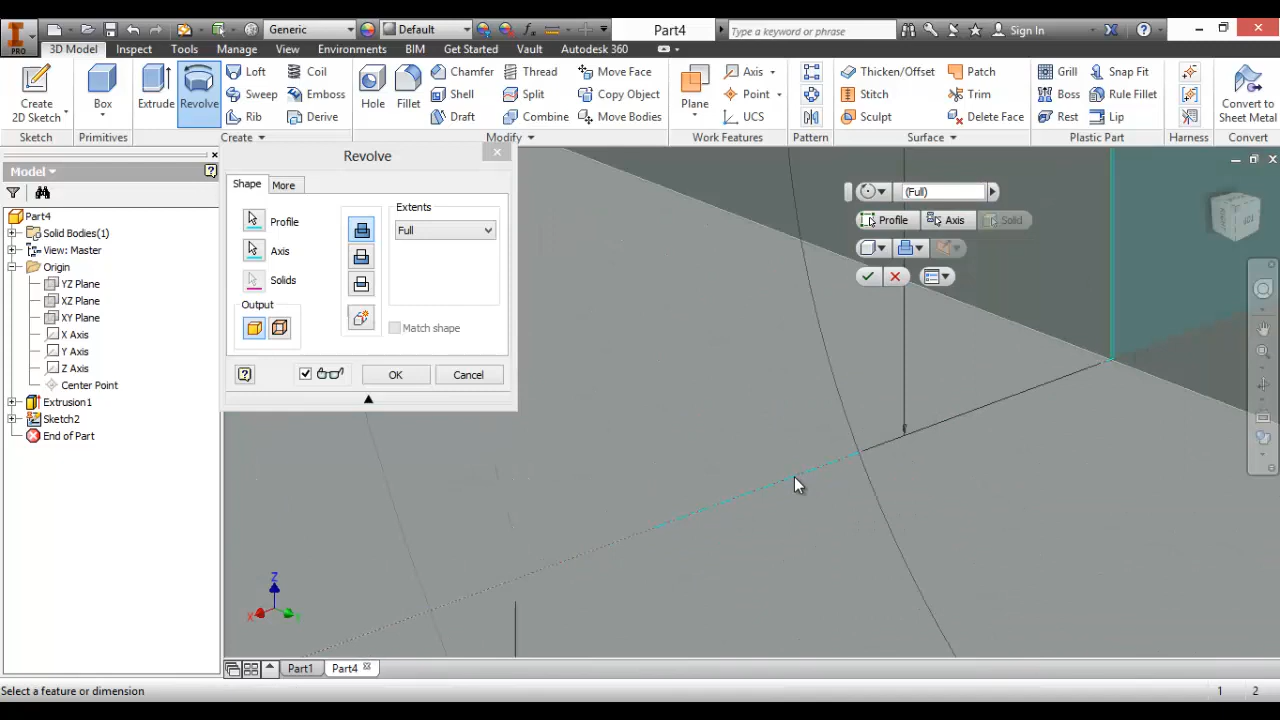 Generic
Default
Part4
Type a keyword or phrase
Sign In
PRO
3D Model
Inspect
Tools
Manage
View
Environments
BIM
Get Started
Vault
Autodesk 360
Create
2D Sketch
Box
Extrude
Revolve
Loft
Sweep
Rib
Coil
Emboss
Derive
Hole
Fillet
Chamfer
Shell
Draft
Thread
Split
Combine
Move Face
Copy Object
Move Bodies
Plane
Axis
Point
UCS
Thicken/Offset
Stitch
Sculpt
Patch
Trim
Delete Face
Grill
Boss
Rest
Snap Fit
Rule Fillet
Lip
Convert to
Sheet Metal
Sketch
Primitives
Create
Modify
Work Features
Pattern
Surface
Plastic Part
Harness
Convert
Model
Part4
Solid Bodies(1)
View: Master
Origin
YZ Plane
XZ Plane
XY Plane
X Axis
Y Axis
Z Axis
Center Point
Extrusion1
Sketch2
End of Part
Revolve
Shape
More
Profile
Axis
Solids
Output
Extents
Full
Match shape
OK
Cancel
(Full)
Profile
Axis
Solid
Z
X
Part1
Part4
Select a feature or dimension
1
2